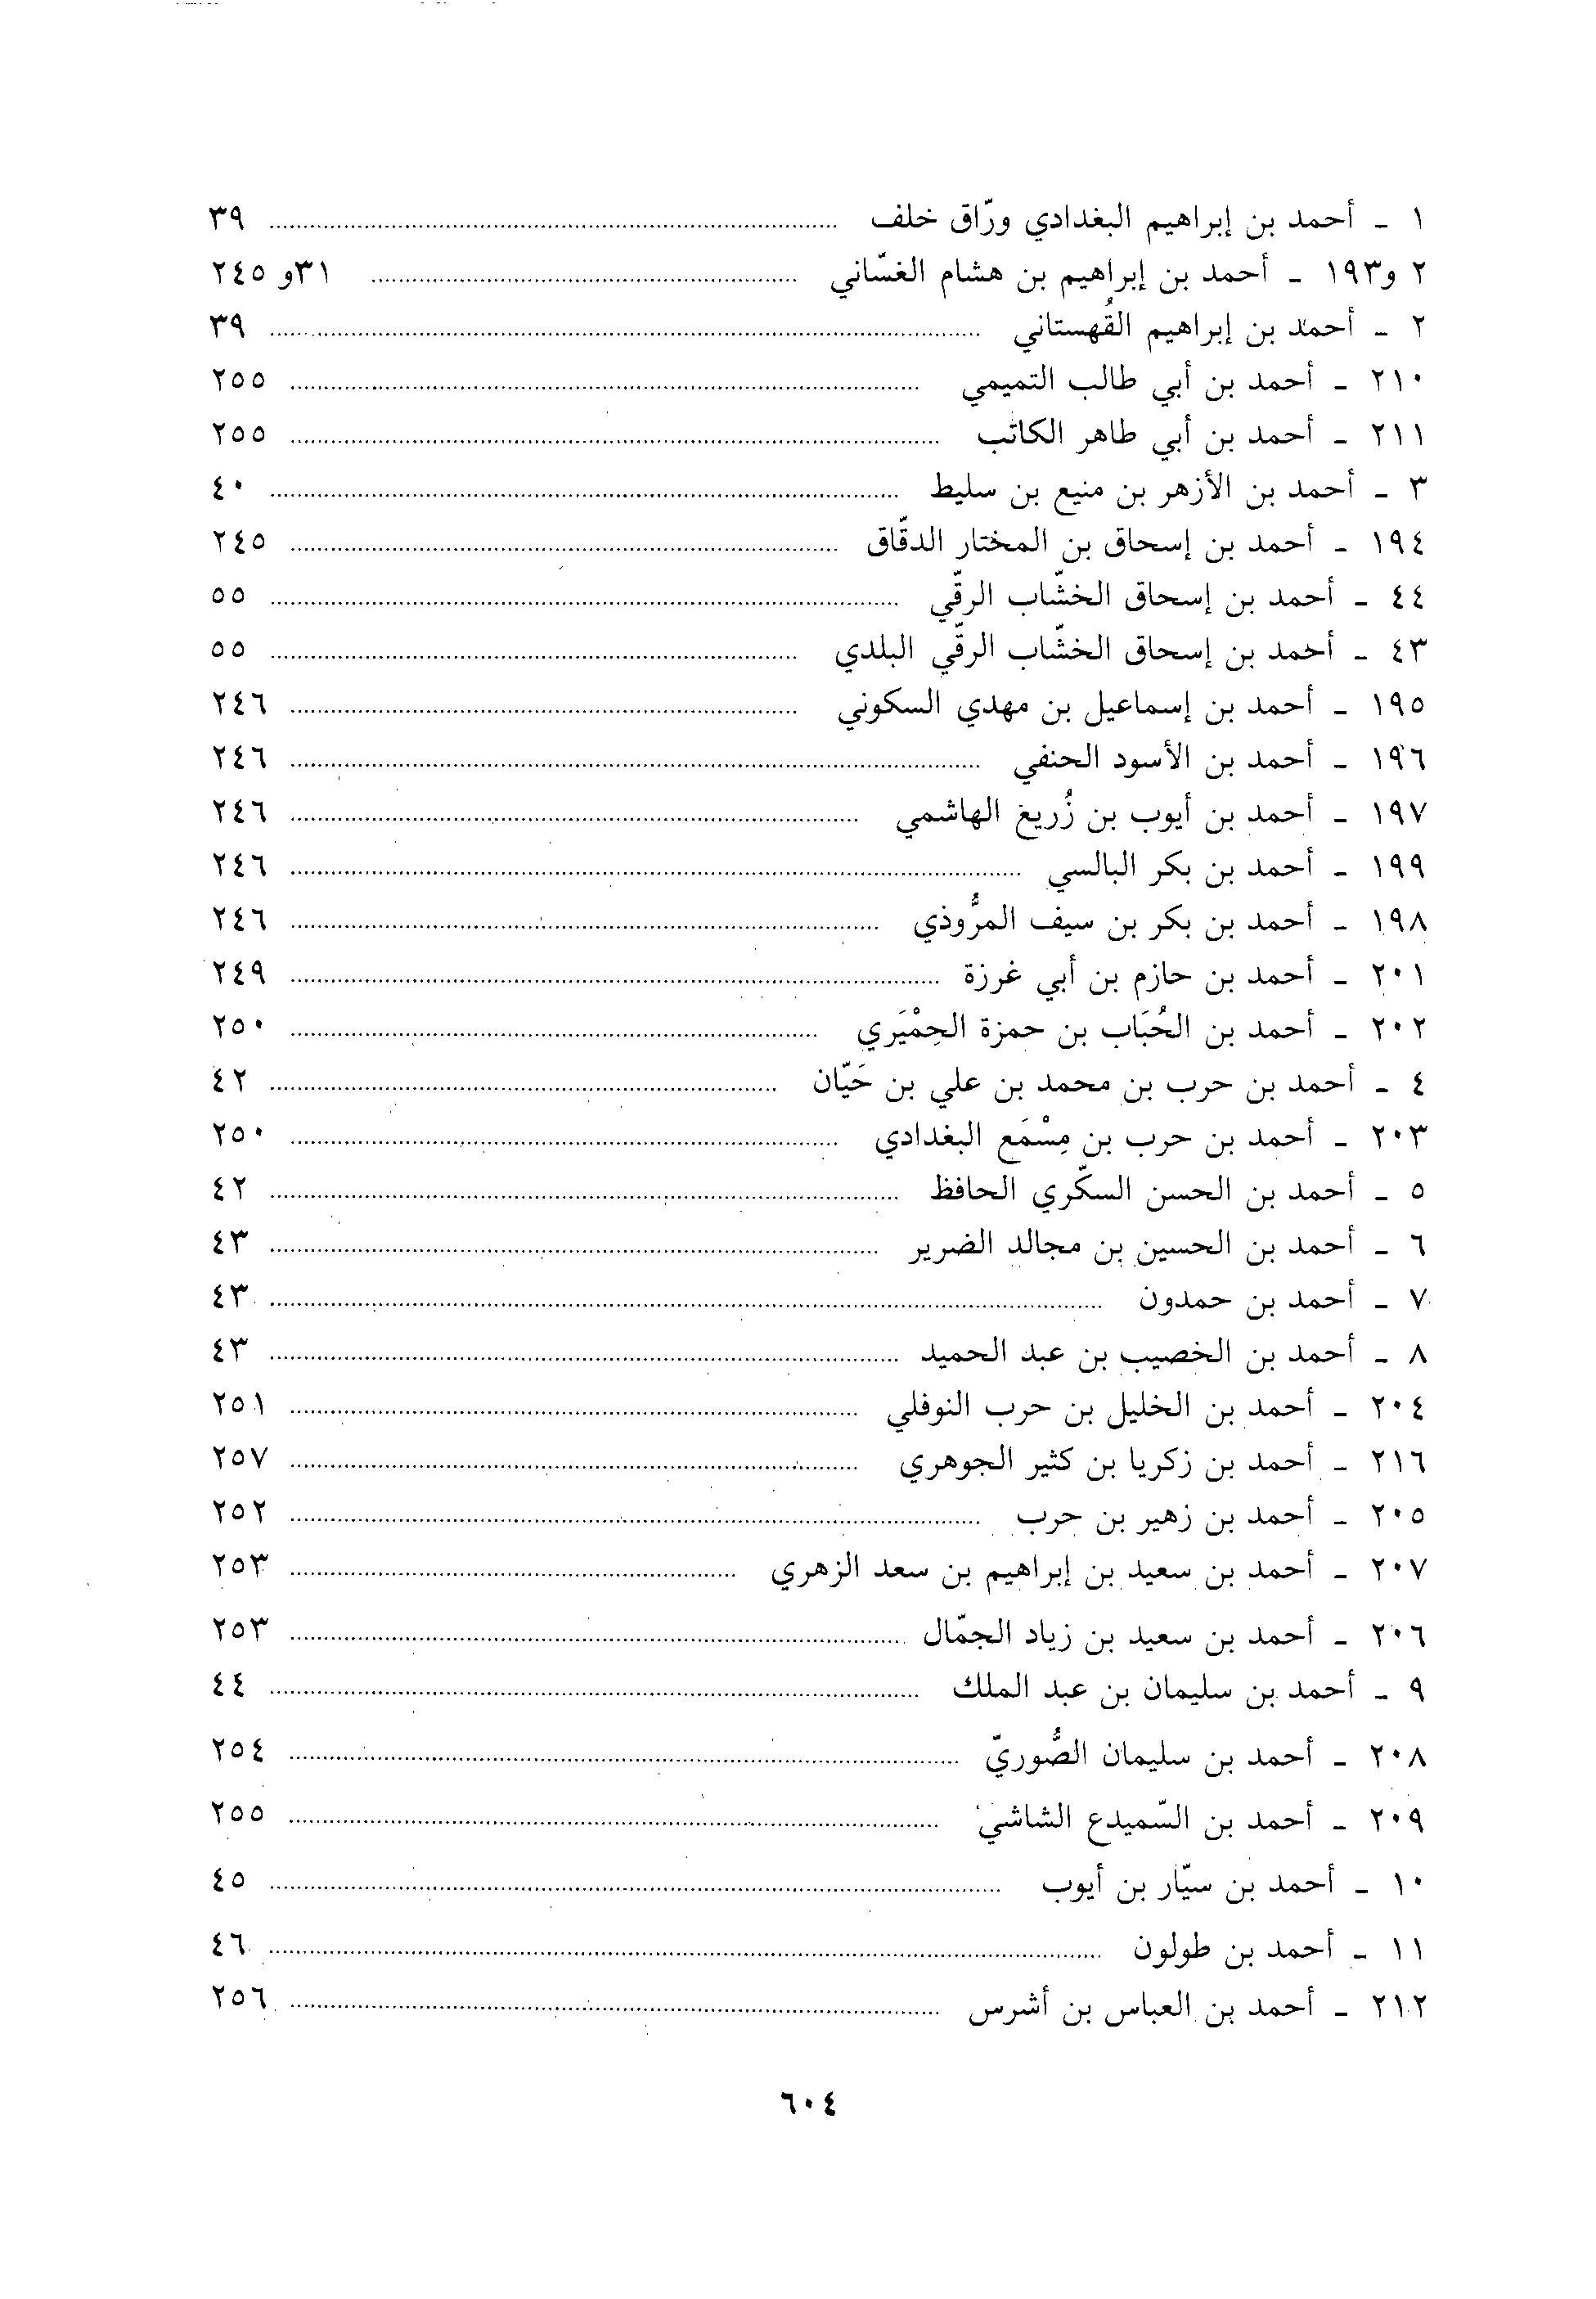 ١ - أحمد بن إبراهيم البغدادي ورّاق خلف ........ ٣٩
٢ و١٩٣ - أحمد بن إبراهيم بن هشام الغسّاني ........ ٣١و ٢٤٥
٢ - أحمد بن إبراهيم القُهستاني ........ ٣٩
٢١٠ - أحمد بن أبي طالب التميمي ........ ٢٥٥
٢١١ - أحمد بن أبي طاهر الكاتب ........ ٢٥٥
٣ - أحمد بن الأزهر بن منيع بن سليط ........ ٤٠
١٩٤ - أحمد بن إسحاق بن المختار الدقّاق ........ ٢٤٥
٤٤ - أحمد بن إسحاق الخشّاب الرقّي ........ ٥٥
٤٣ - أحمد بن إسحاق الخشّاب الرقّي البلدي ........ ٥٥
١٩٥ - أحمد بن إسماعيل بن مهدي السكوني ........ ٢٤٦
١٩٦ - أحمد بن الأسود الحنفي ........ ٢٤٦
١٩٧ - أحمد بن أيوب بن زُريغ الهاشمي ........ ٢٤٦
١٩٩ - أحمد بن بكر البالسي ........ ٢٤٦
١٩٨ - أحمد بن بكر بن سيف المرُّوذي ........ ٢٤٦
٢٠١ - أحمد بن حازم بن أبي غرزة ........ ٢٤٩
٢٠٢ - أحمد بن الحُبَاب بن حمزة الحِمْيَري ........ ٢٥٠
٤ - أحمد بن حرب بن محمد بن علي بن حَيّان ........ ٤٢
٢٠٣ - أحمد بن حرب بن مِسْمَع البغدادي ........ ٢٥٠
٥ - أحمد بن الحسن السكّري الحافظ ........ ٤٢
٦ - أحمد بن الحسين بن مجالد الضرير ........ ٤٣
٧ - أحمد بن حمدون ........ ٤٣
٨ - أحمد بن الخصيب بن عبد الحميد ........ ٤٣
٢٠٤ - أحمد بن الخليل بن حرب النوفلي ........ ٢٥١
٢١٦ - أحمد بن زكريا بن كثير الجوهري ........ ٢٥٧
٢٠٥ - أحمد بن زهير بن حرب ........ ٢٥٢
٢٠٧ - أحمد بن سعيد بن إبراهيم بن سعد الزهري ........ ٢٥٣
٢٠٦ - أحمد بن سعيد بن زياد الجمّال ........ ٢٥٣
٩ - أحمد بن سليمان بن عبد الملك ........ ٤٤
٢٠٨ - أحمد بن سليمان الصُّوريّ ........ ٢٥٤
٢٠٩ - أحمد بن السّميدع الشاشي ........ ٢٥٥
١٠ - أحمد بن سيّار بن أيوب ........ ٤٥
١١ - أحمد بن طولون ........ ٤٦
٢١٢ - أحمد بن العباس بن أشرس ........ ٢٥٦
٦٠٤